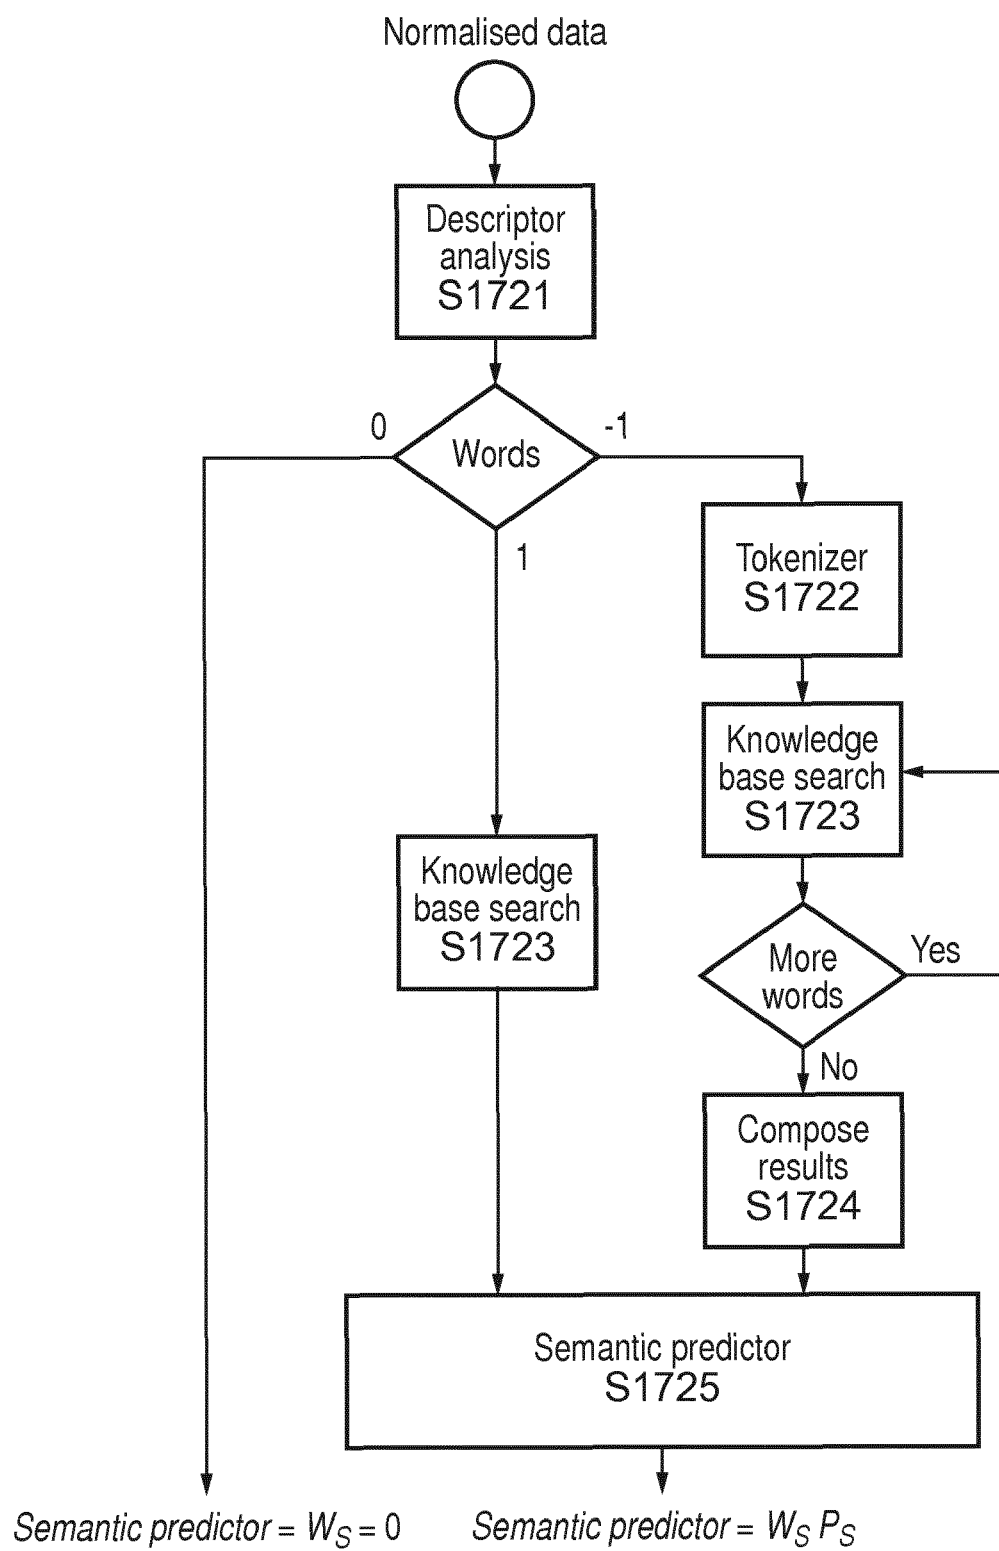 Normalised data
Descriptor
analysis
S1721
0
-1
Words
1
Tokenizer
S1722
Knowledge
base search
S1723
Knowledge
base search
S1723
More
words
Yes
No
Compose
results
S1724
Semantic predictor
S1725
Semantic predictor = W_S = 0
Semantic predictor = W_S P_S